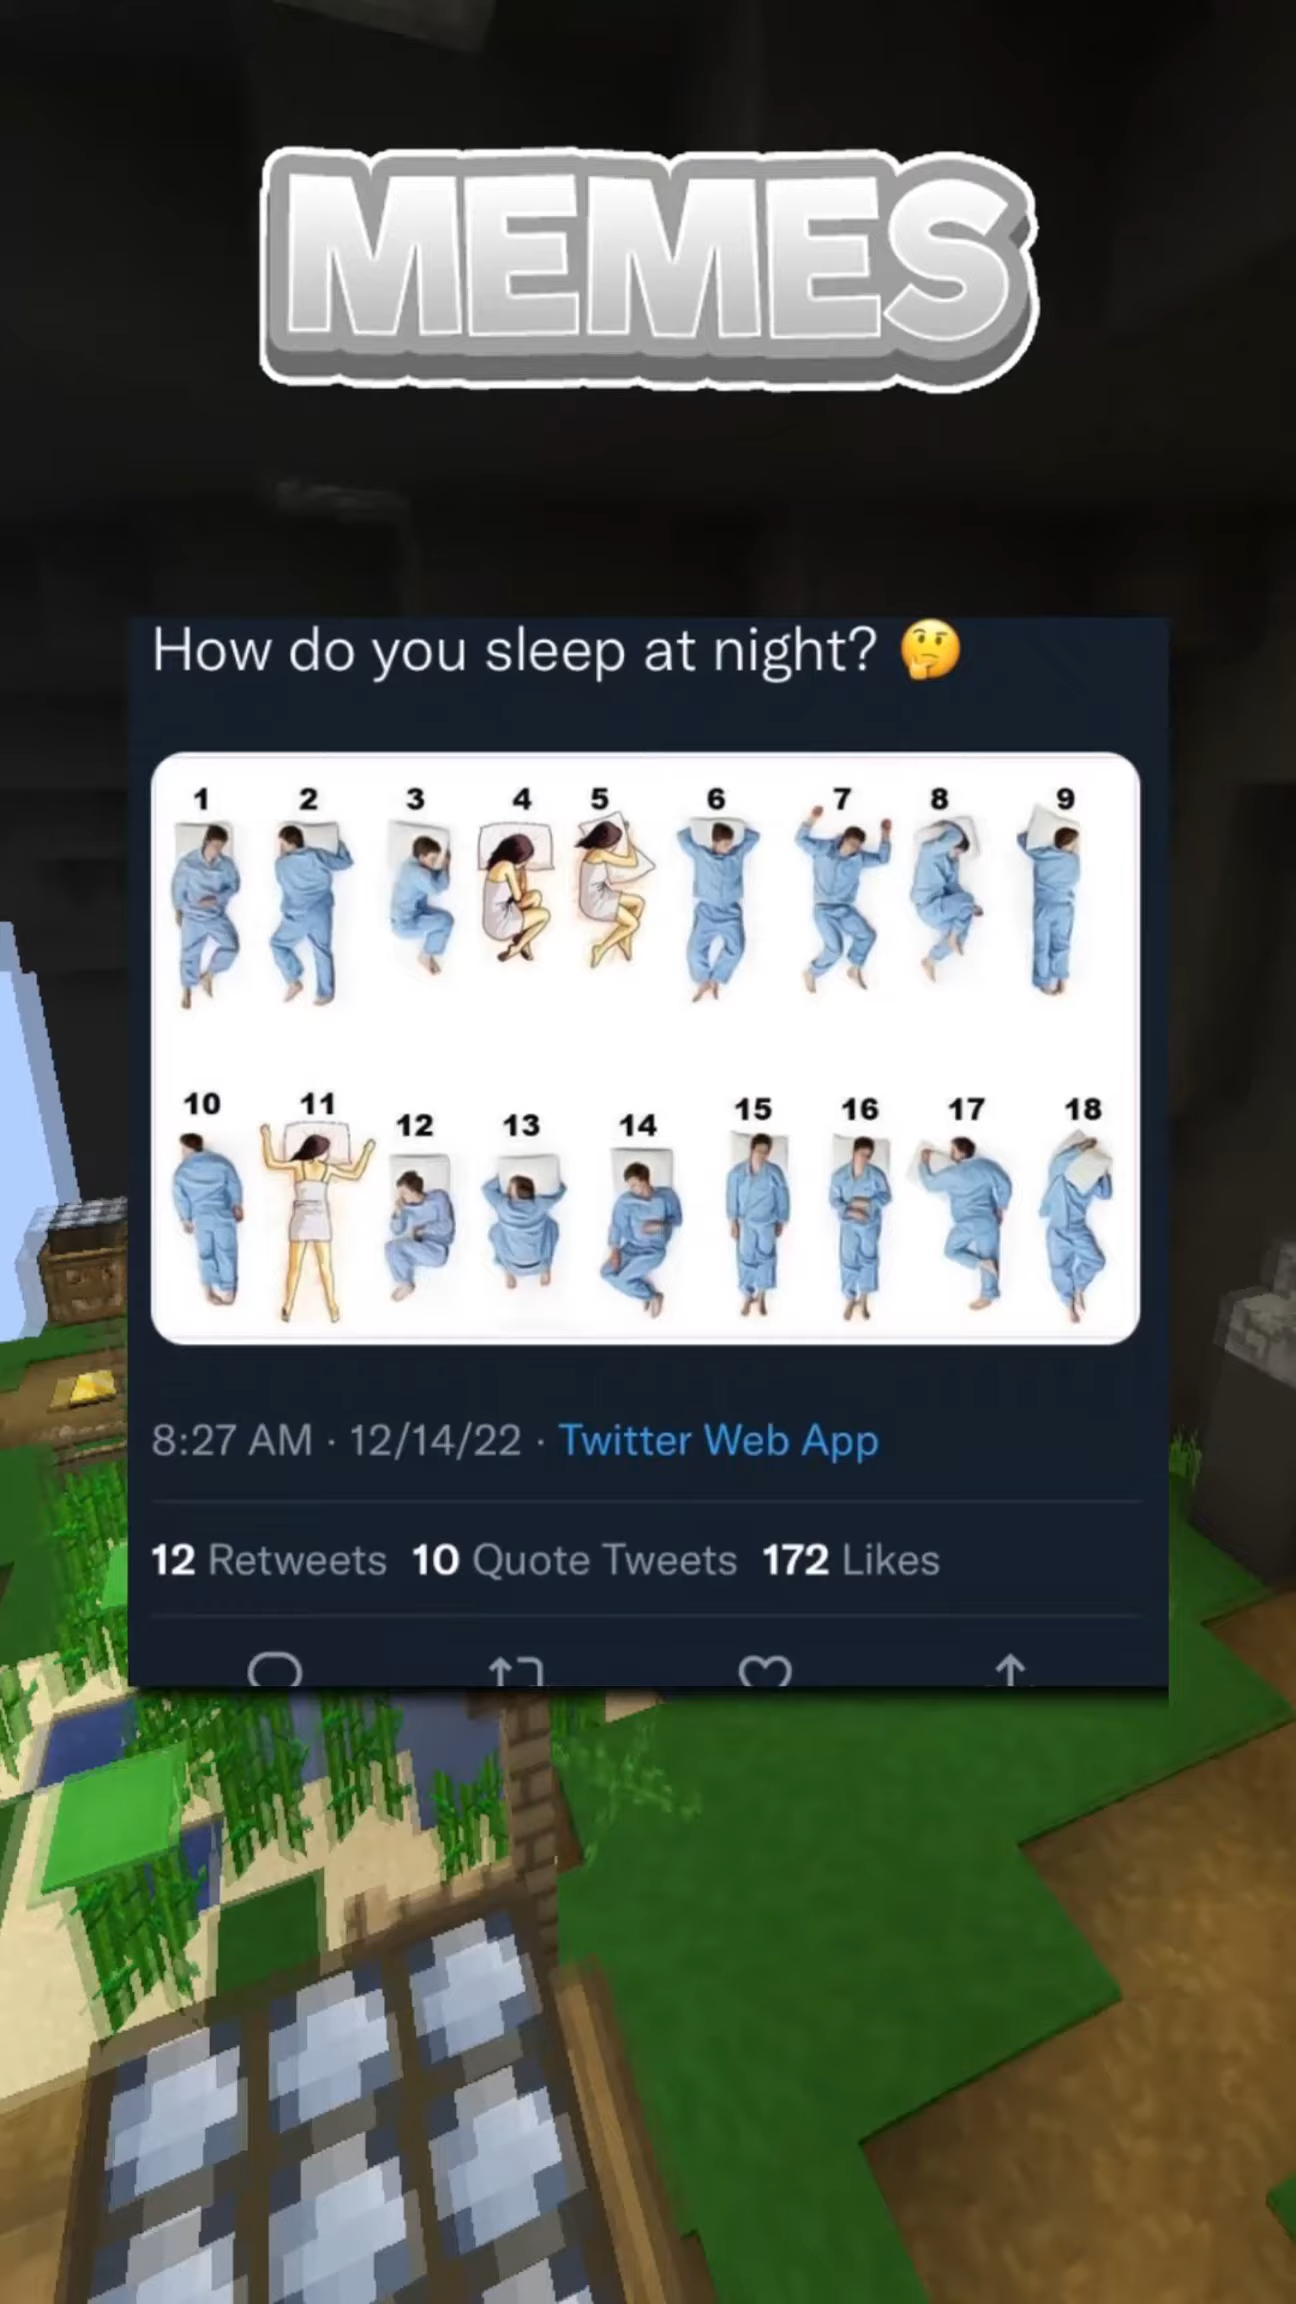 MEMES
How do you sleep at night? 🤔
1 2 3 4 5 6 7 8 9
10 11 12 13 14 15 16 17 18
8:27 AM · 12/14/22 · Twitter Web App
12 Retweets 10 Quote Tweets 172 Likes